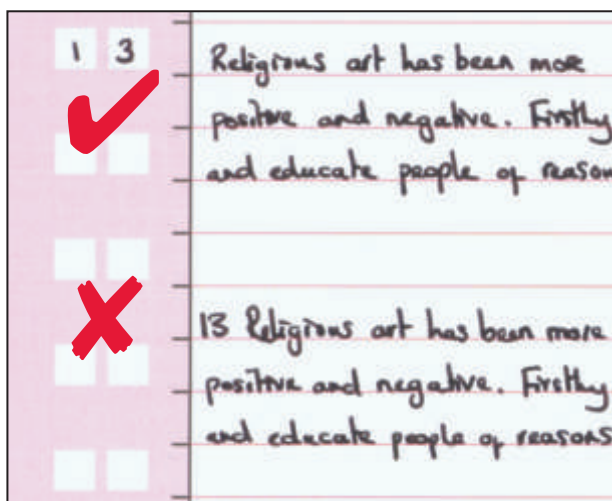 1 3 Religious art has been more
positive and negative. Firstly
and educate people of reason
13 Religious art has been more
positive and negative. Firstly
and educate people of reasons